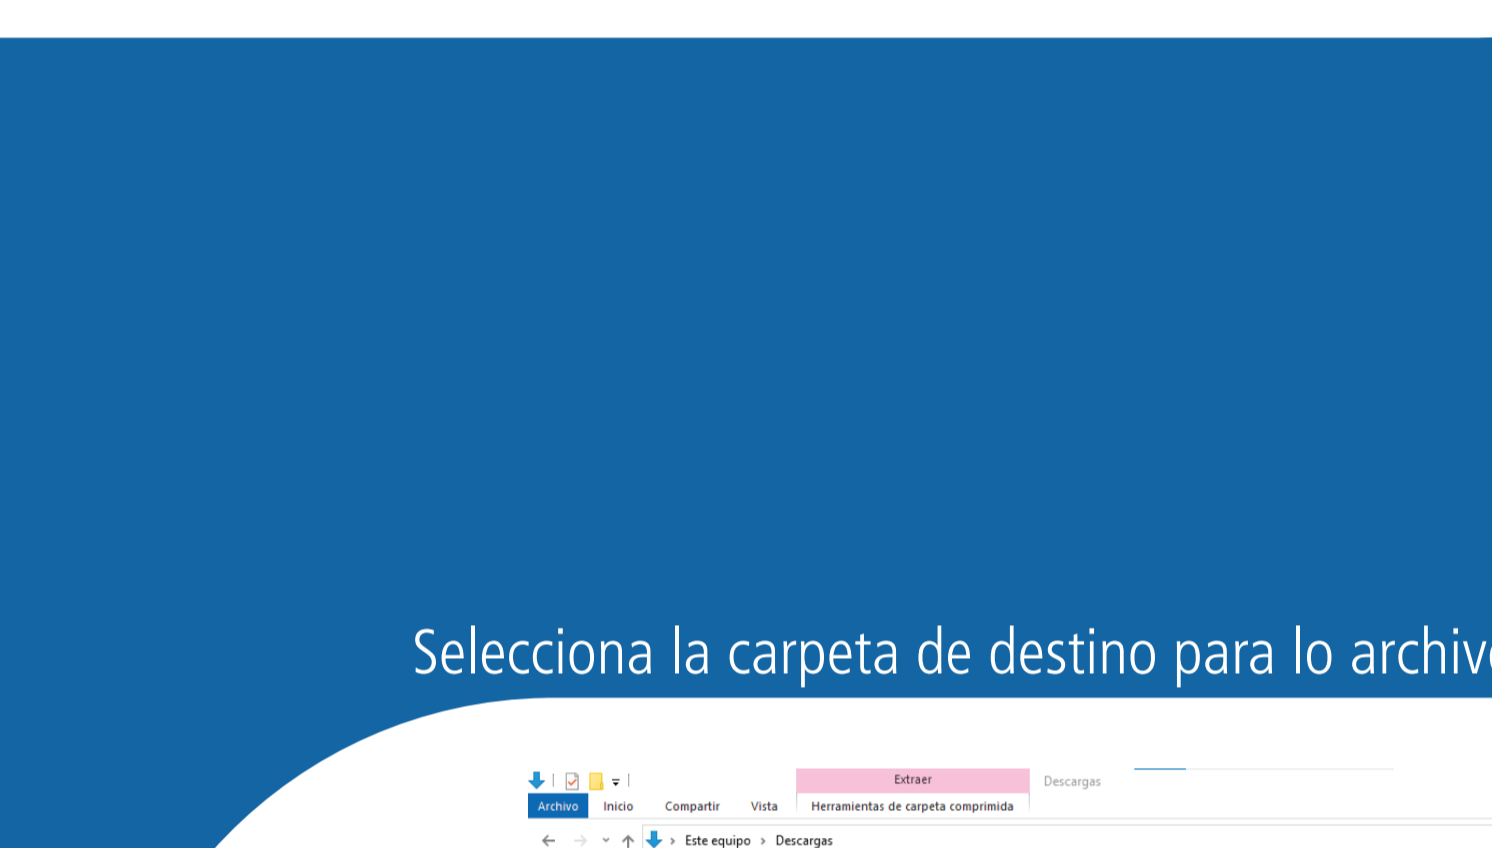 Selecciona la carpeta de destino para lo archivo
Extraer
Descargas
Archivo Inicio Compartir Vista Herramientas de carpeta comprimida
Este equipo > Descargas